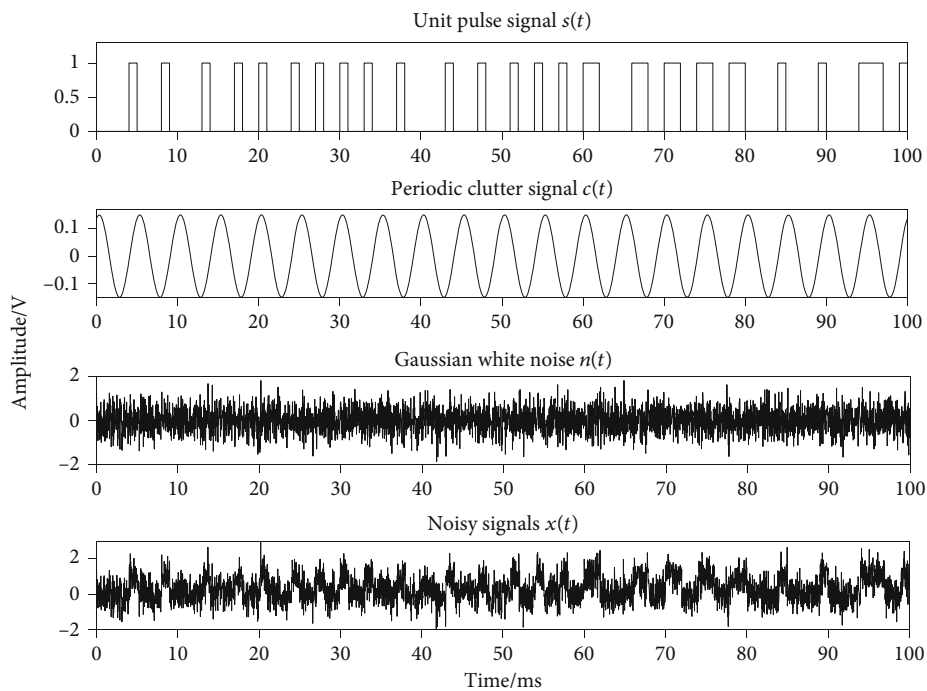 Unit pulse signal s(t)
1
0.5
0
0 10 20 30 40 50 60 70 80 90 100
Periodic clutter signal c(t)
0.1
0
–0.1
0 10 20 30 40 50 60 70 80 90 100
Amplitude/V
Gaussian white noise n(t)
2
0
–2
0 10 20 30 40 50 60 70 80 90 100
Noisy signals x(t)
2
0
–2
0 10 20 30 40 50 60 70 80 90 100
Time/ms